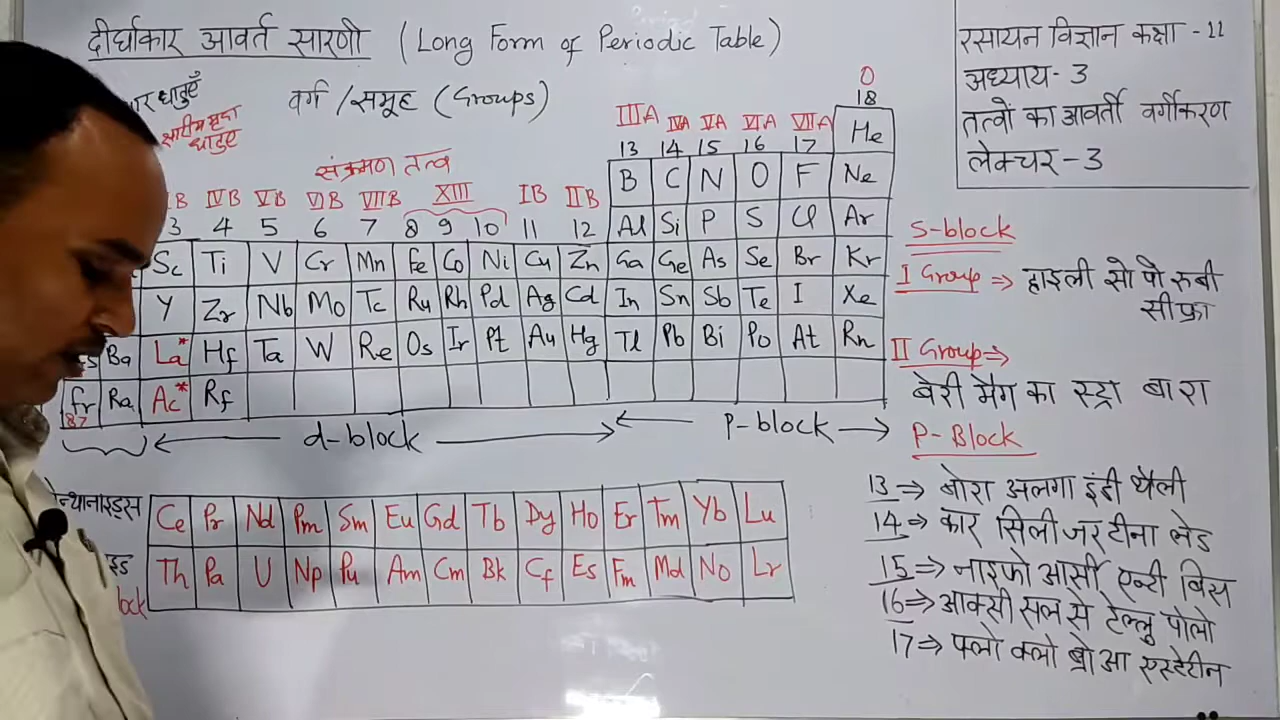 दीर्घाकार आवर्त सारणी (Long Form of Periodic Table)
रसायन विज्ञान कक्षा - 11
अध्याय - 3
तत्वों का आवर्ती वर्गीकरण
लेक्चर - 3
धातुएँ
वर्ग / समूह (Groups)
क्षारीय मृदा
धातुएँ
संक्रमण तत्व
0
18
IIIA IVA VA VIA VIIA
13 14 15 16 17
He
B C N O F Ne
IVB VB VIB VIIB XIII IB IIB
3 4 5 6 7 8 9 10 11 12
Al Si P S Cl Ar
Sc Ti V Cr Mn Fe Co Ni Cu Zn Ga Ge As Se Br Kr
Y Zr Nb Mo Tc Ru Rh Pd Ag Cd In Sn Sb Te I Xe
Ba La* Hf Ta W Re Os Ir Pt Au Hg Tl Pb Bi Po At Rn
Fr Ra Ac* Rf
87
d-block
p-block
Ce Pr Nd Pm Sm Eu Gd Tb Dy Ho Er Tm Yb Lu
Th Pa U Np Pu Am Cm Bk Cf Es Fm Md No Lr
S-block
I Group ⇒ हाइली सो पो रुबी
सीफ्रा
II Group ⇒
बेरी मैग का स्ट्रा बा रा
P-Block
13 ⇒ बोरा अलगा इंडी थैली
14 ⇒ कार सिली जर टीना लेड
15 ⇒ नाइफो आर्सी एन्टी बिस
16 ⇒ आक्सी सल से टेल्लु पोलो
17 ⇒ फ्लो क्लो ब्रो आ एस्टेटीन